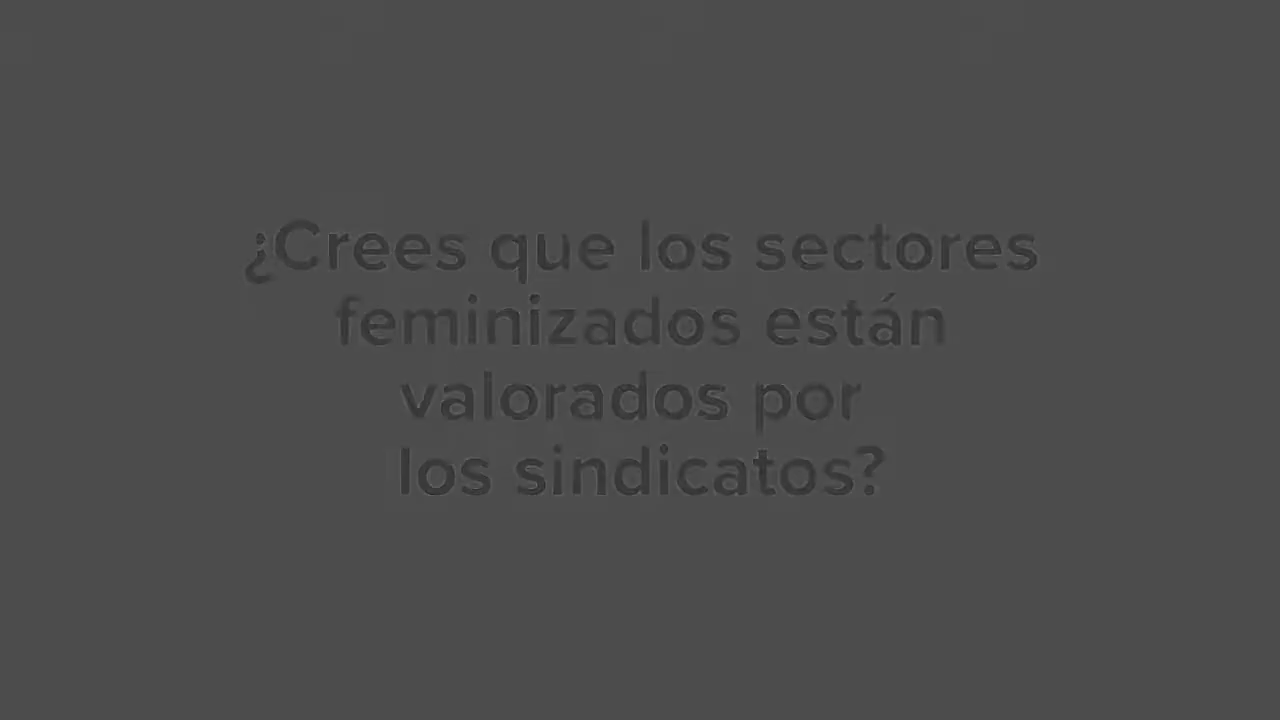 ¿Crees que los sectores
feminizados están
valorados por
los sindicatos?